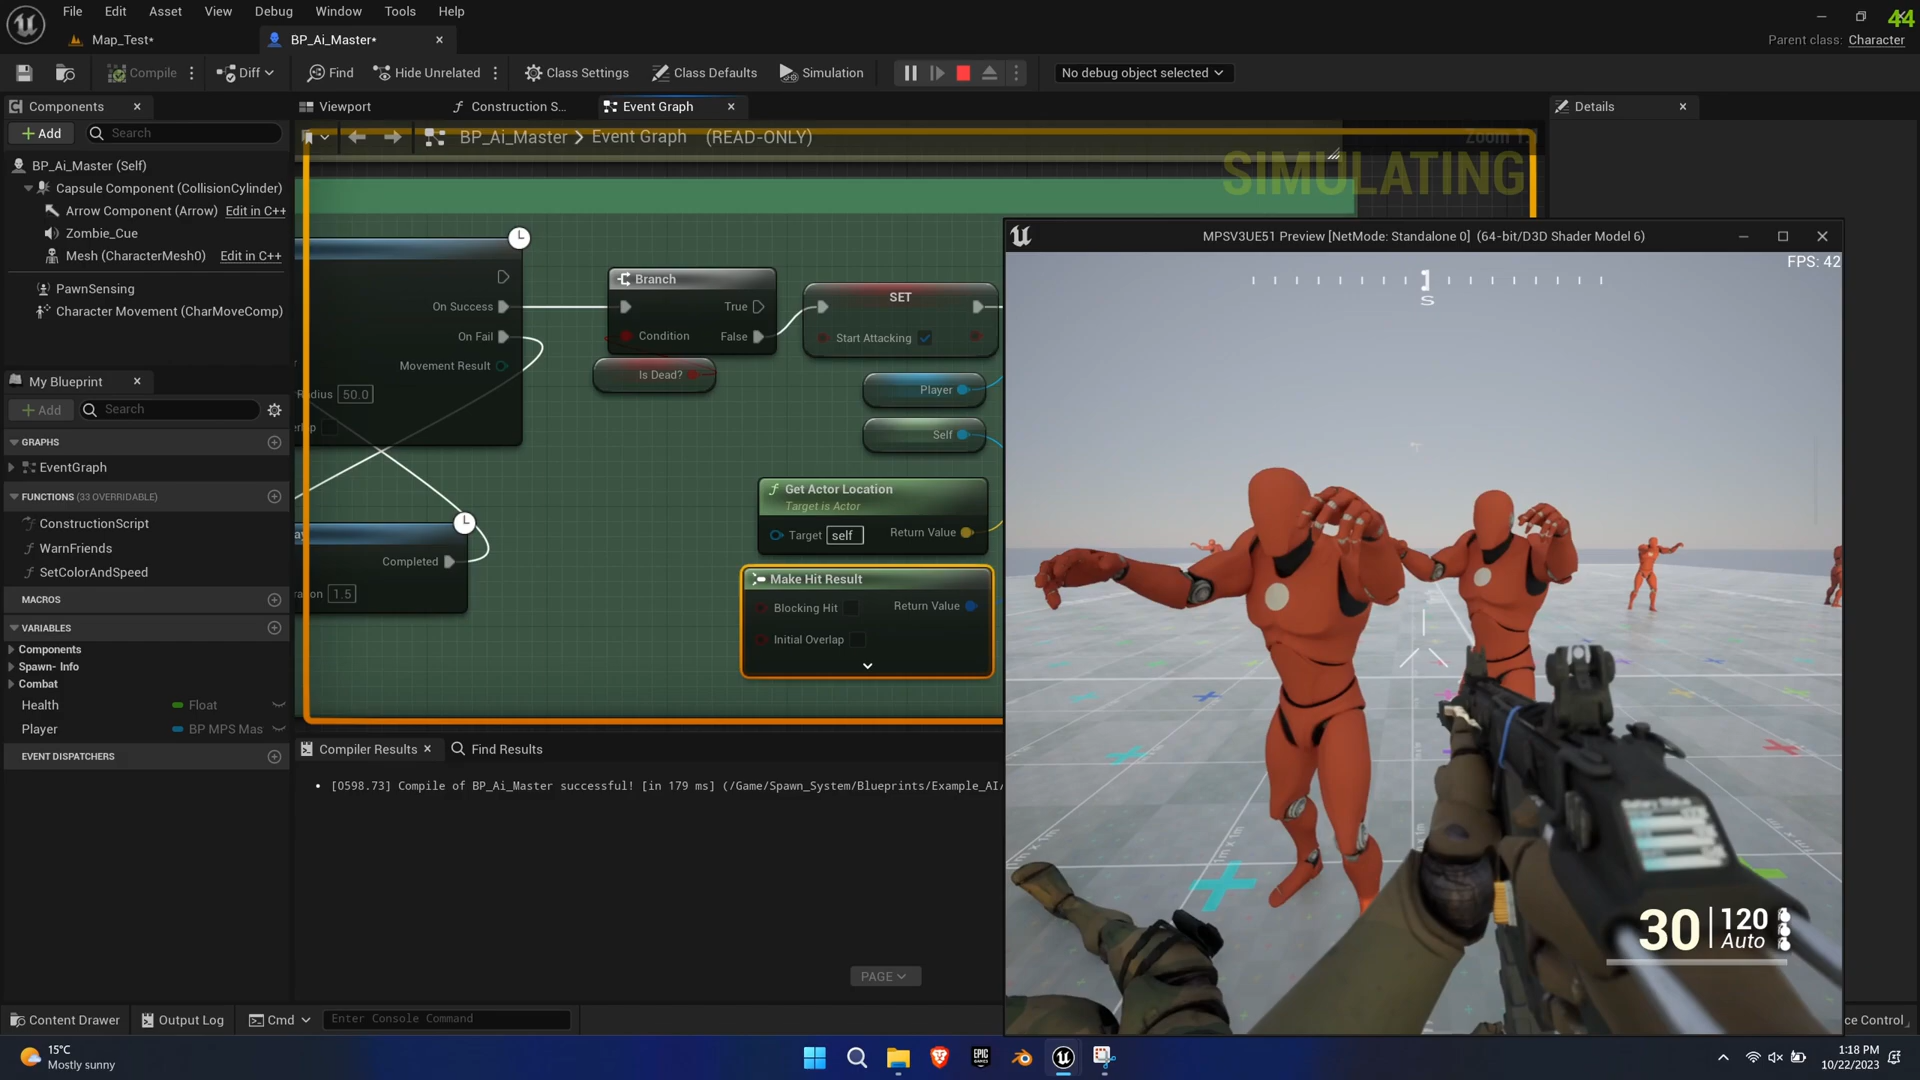 File Edit Asset View Debug Window Tools Help
44
Map_Test*
BP_Ai_Master*
Parent class: Character
Compile
Diff
Find
Hide Unrelated
Class Settings
Class Defaults
Simulation
No debug object selected
Components
Viewport
Construction S...
Event Graph
Details
Add
Search
BP_Ai_Master > Event Graph (READ-ONLY)
SIMULATING
BP_Ai_Master (Self)
Capsule Component (CollisionCylinder)
Arrow Component (Arrow) Edit in C++
Zombie_Cue
Mesh (CharacterMesh0) Edit in C++
PawnSensing
Character Movement (CharMoveComp)
My Blueprint
Add
Search
GRAPHS
EventGraph
FUNCTIONS (33 OVERRIDABLE)
ConstructionScript
WarnFriends
SetColorAndSpeed
MACROS
VARIABLES
Components
Spawn- Info
Combat
Health Float
Player BP MPS Mas
EVENT DISPATCHERS
On Success
On Fail
Movement Result
50.0
Completed
1.5
Branch
True
Condition
False
Is Dead?
SET
Start Attacking
Player
Self
Get Actor Location
Target is Actor
Target self
Return Value
Make Hit Result
Blocking Hit
Return Value
Initial Overlap
MPSV3UE51 Preview [NetMode: Standalone 0] (64-bit/D3D Shader Model 6)
FPS: 42
S
30 120
Auto
Compiler Results
Find Results
[0598.73] Compile of BP_Ai_Master successful! [in 179 ms] (/Game/Spawn_System/Blueprints/Example_AI/
PAGE
Content Drawer
Output Log
Cmd
Enter Console Command
ce Control
15°C
Mostly sunny
EPIC GAMES
1:18 PM
10/22/2023